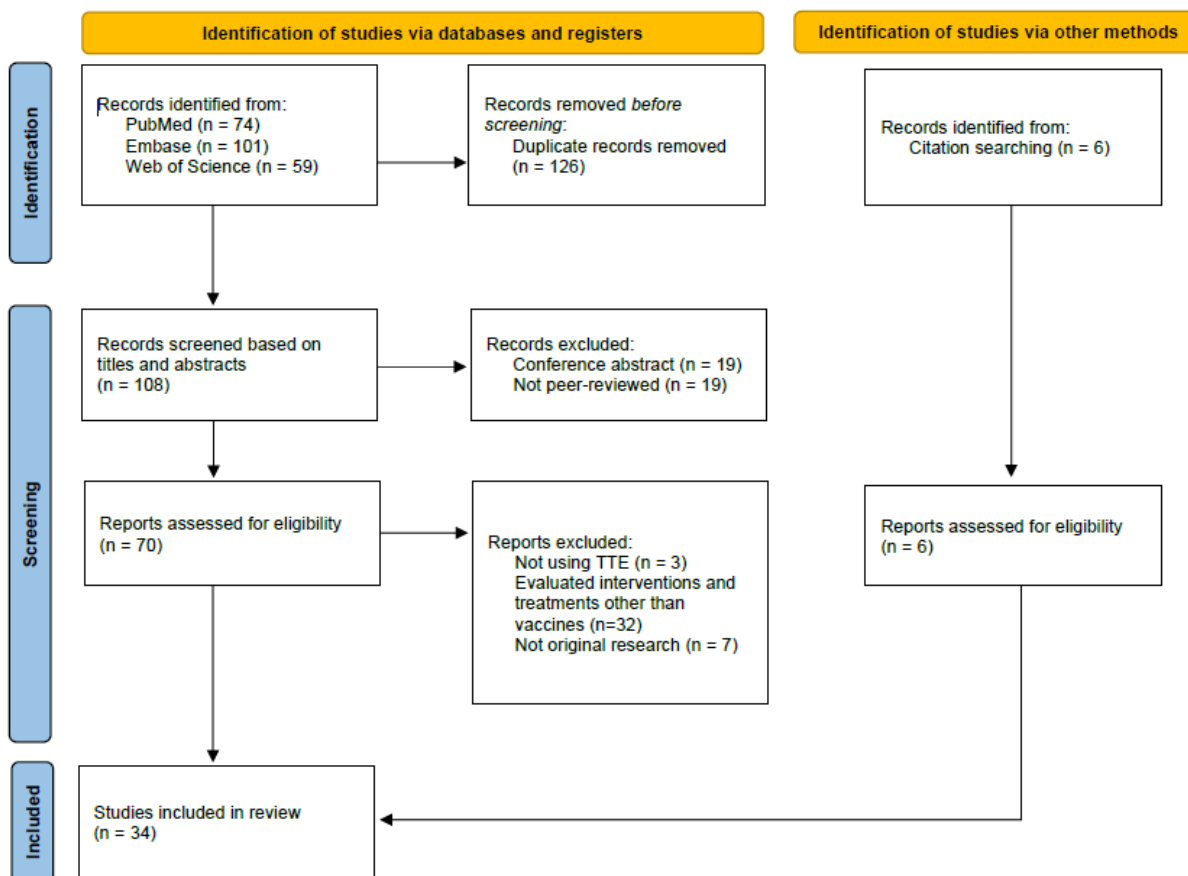 Identification of studies via databases and registers
Identification of studies via other methods
Identification
Records identified from:
PubMed (n = 74)
Embase (n = 101)
Web of Science (n = 59)
Records removed before
screening:
Duplicate records removed
(n = 126)
Records identified from:
Citation searching (n = 6)
Screening
Records screened based on
titles and abstracts
(n = 108)
Records excluded:
Conference abstract (n = 19)
Not peer-reviewed (n = 19)
Reports assessed for eligibility
(n = 70)
Reports excluded:
Not using TTE (n = 3)
Evaluated interventions and
treatments other than
vaccines (n=32)
Not original research (n = 7)
Reports assessed for eligibility
(n = 6)
Included
Studies included in review
(n = 34)